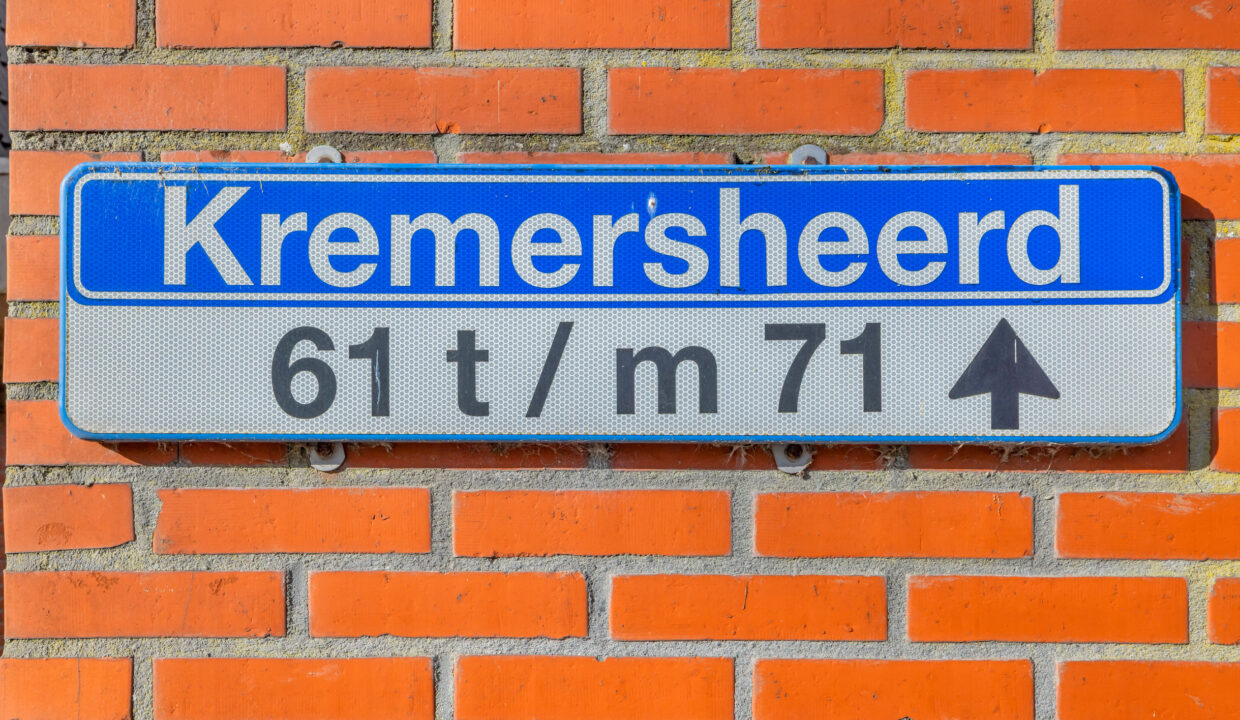 Kremersheerd
61 t/m 71 ↑